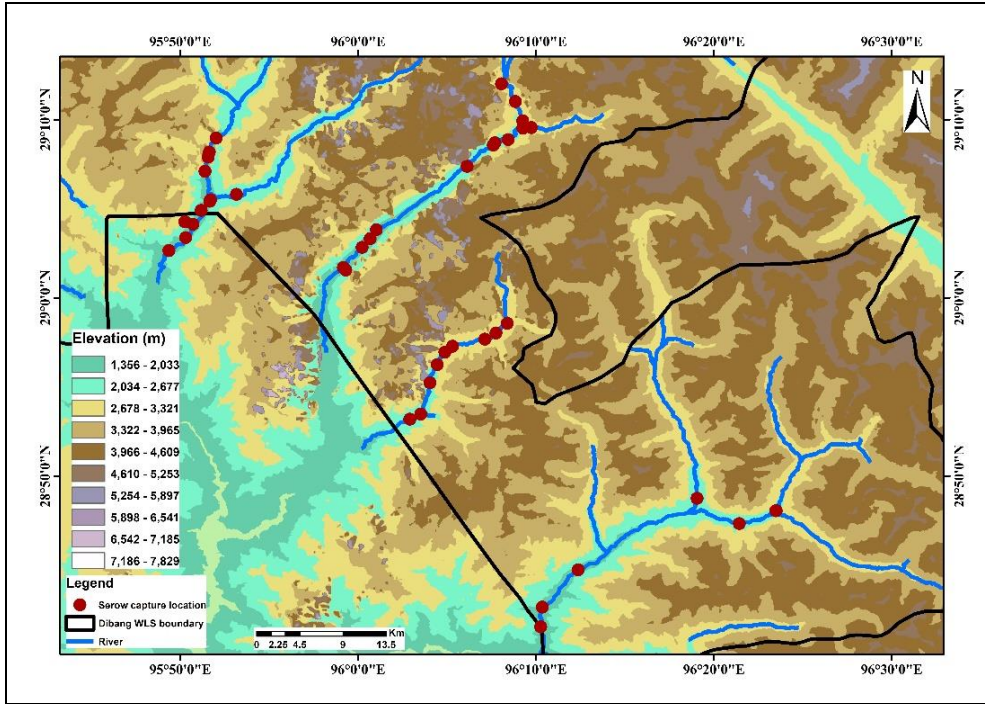 95°50'0"E 96°0'0"E 96°10'0"E 96°20'0"E 96°30'0"E
N
29°10'0"N 29°10'0"N
29°0'0"N 29°0'0"N
Elevation (m)
1,356 - 2,033
2,034 - 2,677
2,678 - 3,321
3,322 - 3,965
3,966 - 4,609
4,610 - 5,253
5,254 - 5,897
5,898 - 6,541
6,542 - 7,185
7,186 - 7,829
28°50'0"N 28°50'0"N
Legend
Serow capture location
Dibang WLS boundary
River
Km
0 2.25 4.5 9 13.5
95°50'0"E 96°0'0"E 96°10'0"E 96°20'0"E 96°30'0"E